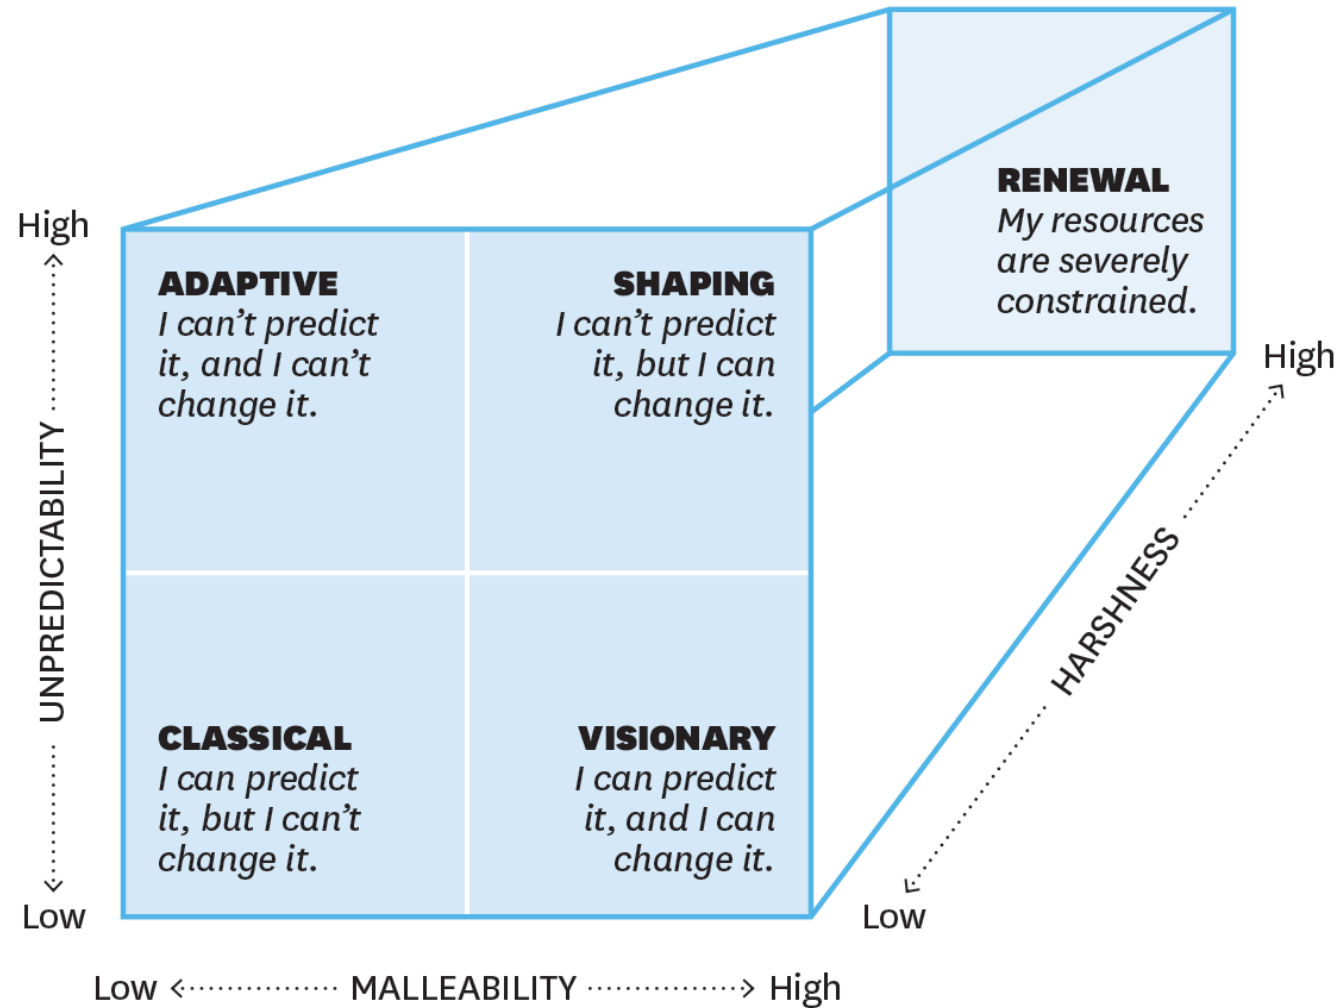 RENEWAL
My resources
are severely
constrained.
High
ADAPTIVE
I can’t predict
it, and I can’t
change it.
SHAPING
I can’t predict
it, but I can
change it.
High
UNPREDICTABILITY
HARSHNESS
CLASSICAL
I can predict
it, but I can’t
change it.
VISIONARY
I can predict
it, and I can
change it.
Low
Low
Low
MALLEABILITY
High